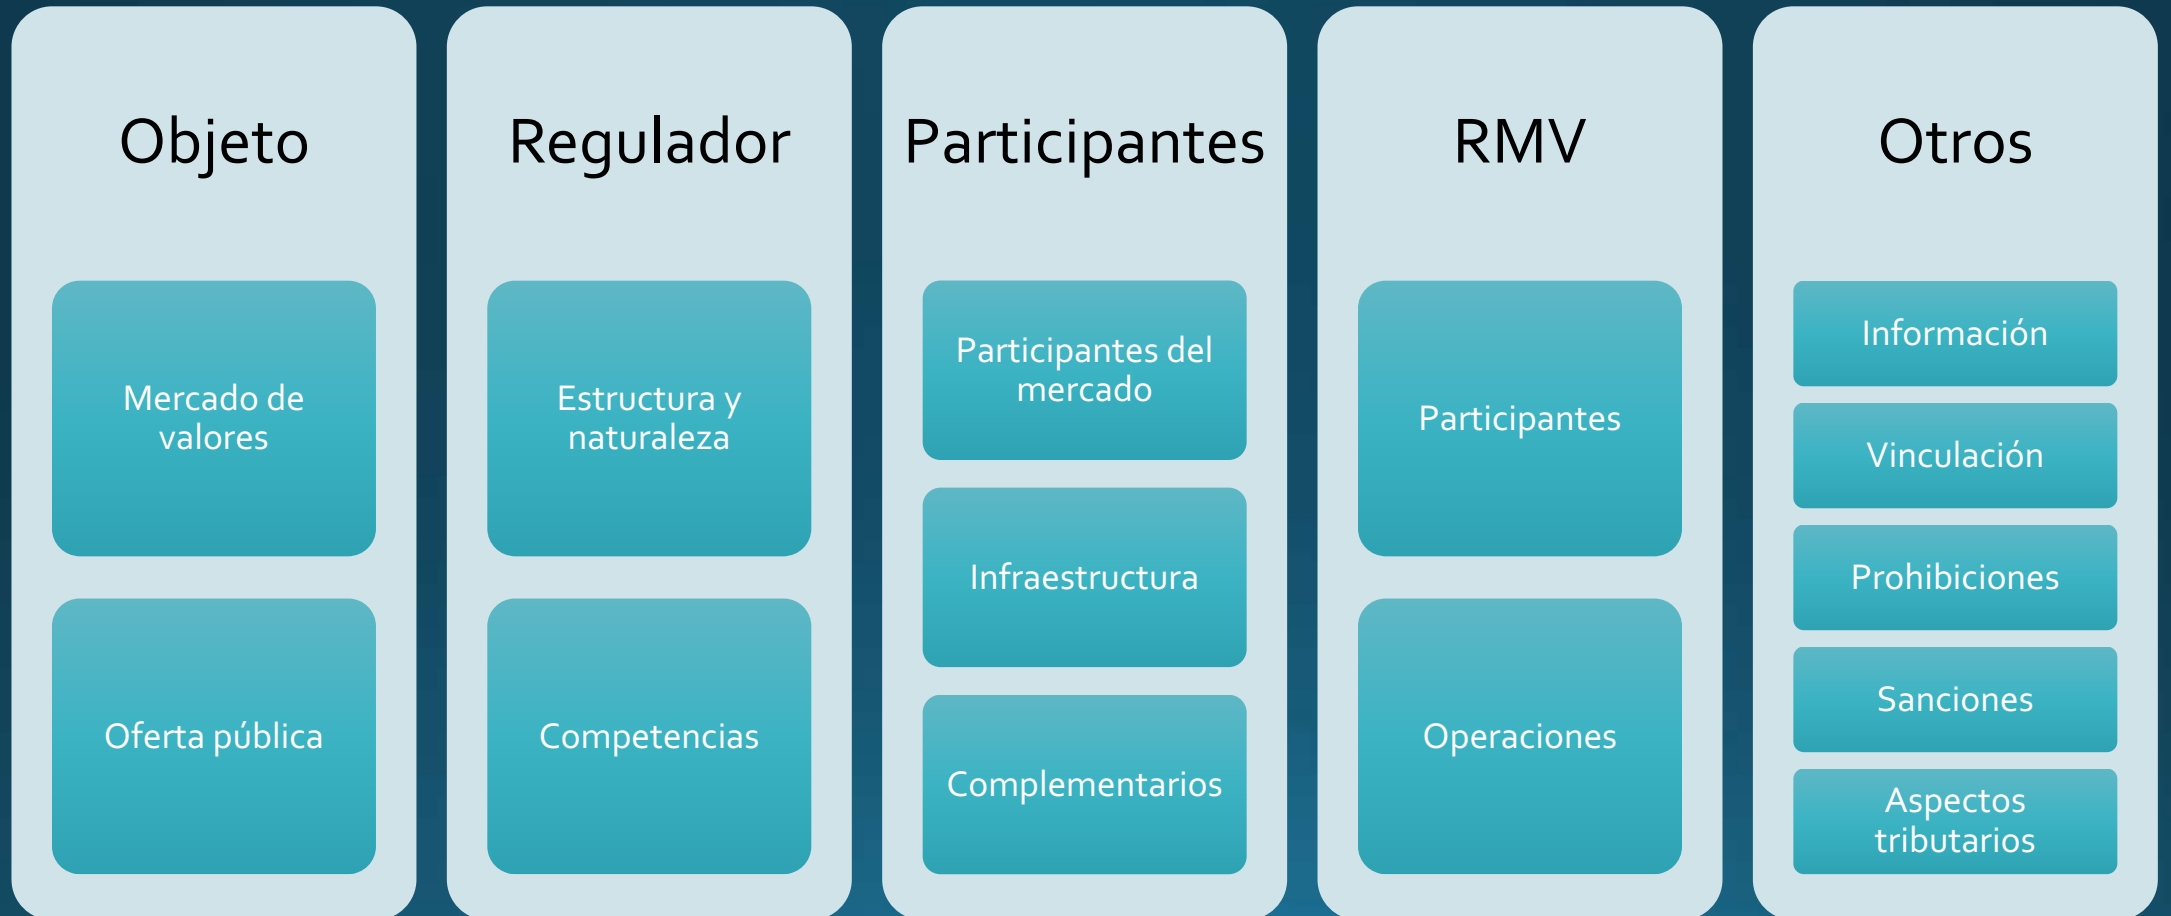 Objeto
Mercado de
valores
Oferta pública
Regulador
Estructura y
naturaleza
Competencias
Participantes
Participantes del
mercado
Infraestructura
Complementarios
RMV
Participantes
Operaciones
Otros
Información
Vinculación
Prohibiciones
Sanciones
Aspectos
tributarios